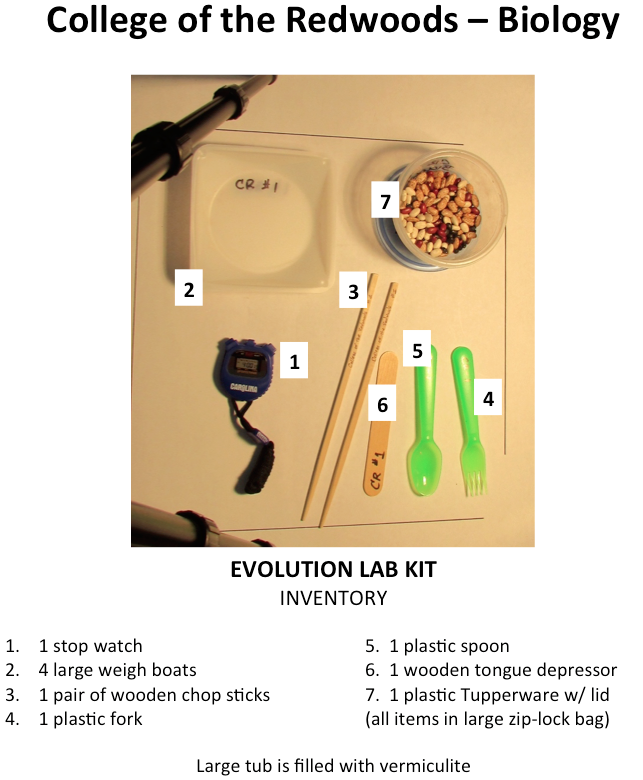 College of the Redwoods – Biology
CR #1
7
2
3
1
CAROLINA
5
4
6
CR #1
EVOLUTION LAB KIT
INVENTORY
1. 1 stop watch
2. 4 large weigh boats
3. 1 pair of wooden chop sticks
4. 1 plastic fork
5. 1 plastic spoon
6. 1 wooden tongue depressor
7. 1 plastic Tupperware w/ lid
(all items in large zip-lock bag)
Large tub is filled with vermiculite